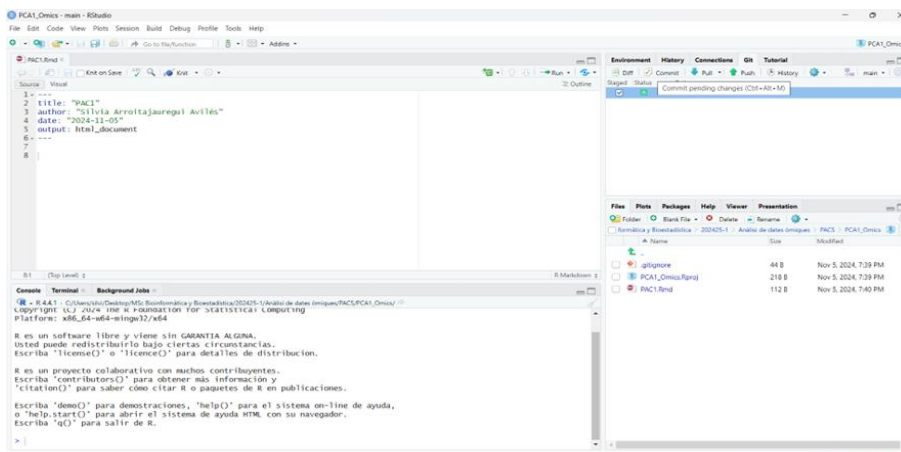 PCA1_Omics - main - RStudio
File Edit Code View Plots Session Build Debug Profile Tools Help
Go to file/function
Addins
PCA1_Omic
PAC1.Rmd
Knit on Save
Knit
Run
Source Visual
Outline
1 ---
2 title: "PAC1"
3 author: "Silvia Arroitajauregui Avilés"
4 date: "2024-11-05"
5 output: html_document
6 ---
7
8
8:1 (Top Level)
R Markdown
Console Terminal Background Jobs
R 4.4.1 · C:/Users/silvi/Desktop/MSc Bioinformàtica y Bioestadística/202425-1/Anàlisi de dates òmiques/PACS/PCA1_Omics/
Copyright (C) 2024 The R Foundation for Statistical Computing
Platform: x86_64-w64-mingw32/x64
R es un software libre y viene sin GARANTIA ALGUNA.
Usted puede redistribuirlo bajo ciertas circunstancias.
Escriba 'license()' o 'licence()' para detalles de distribucion.
R es un proyecto colaborativo con muchos contribuyentes.
Escriba 'contributors()' para obtener más información y
'citation()' para saber cómo citar R o paquetes de R en publicaciones.
Escriba 'demo()' para demostraciones, 'help()' para el sistema on-line de ayuda,
o 'help.start()' para abrir el sistema de ayuda HTML con su navegador.
Escriba 'q()' para salir de R.
>
Environment History Connections Git Tutorial
Diff Commit Pull Push History main
Staged Status
Commit pending changes (Ctrl+Alt+M)
Files Plots Packages Help Viewer Presentation
Folder Blank File Delete Rename
formàtica y Bioestadística 202425-1 Anàlisi de dates òmiques PACS PCA1_Omics
Name Size Modified
..
.gitignore 44 B Nov 5, 2024, 7:39 PM
PCA1_Omics.Rproj 218 B Nov 5, 2024, 7:39 PM
PAC1.Rmd 112 B Nov 5, 2024, 7:40 PM